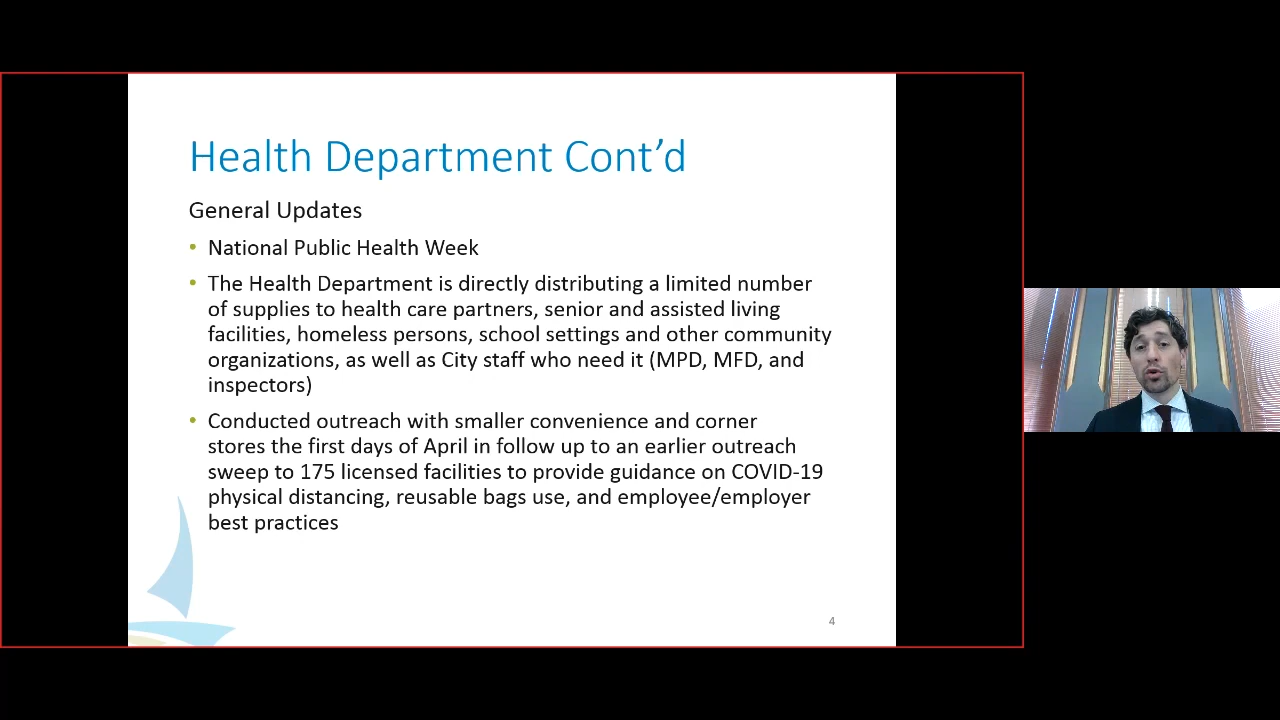 Health Department Cont’d
General Updates
• National Public Health Week
• The Health Department is directly distributing a limited number
of supplies to health care partners, senior and assisted living
facilities, homeless persons, school settings and other community
organizations, as well as City staff who need it (MPD, MFD, and
inspectors)
• Conducted outreach with smaller convenience and corner
stores the first days of April in follow up to an earlier outreach
sweep to 175 licensed facilities to provide guidance on COVID-19
physical distancing, reusable bags use, and employee/employer
best practices
4